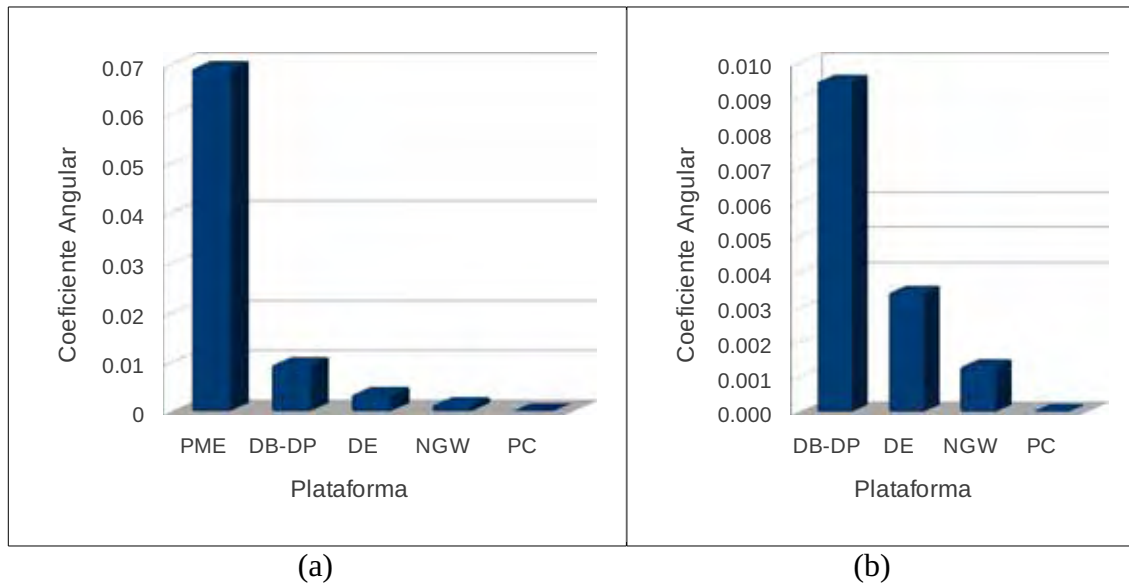 0.07
0.06
0.05
0.04
0.03
0.02
0.01
0
Coeficiente Angular
PME DB-DP DE NGW PC
Plataforma
(a)
0.010
0.009
0.008
0.007
0.006
0.005
0.004
0.003
0.002
0.001
0.000
Coeficiente Angular
DB-DP DE NGW PC
Plataforma
(b)